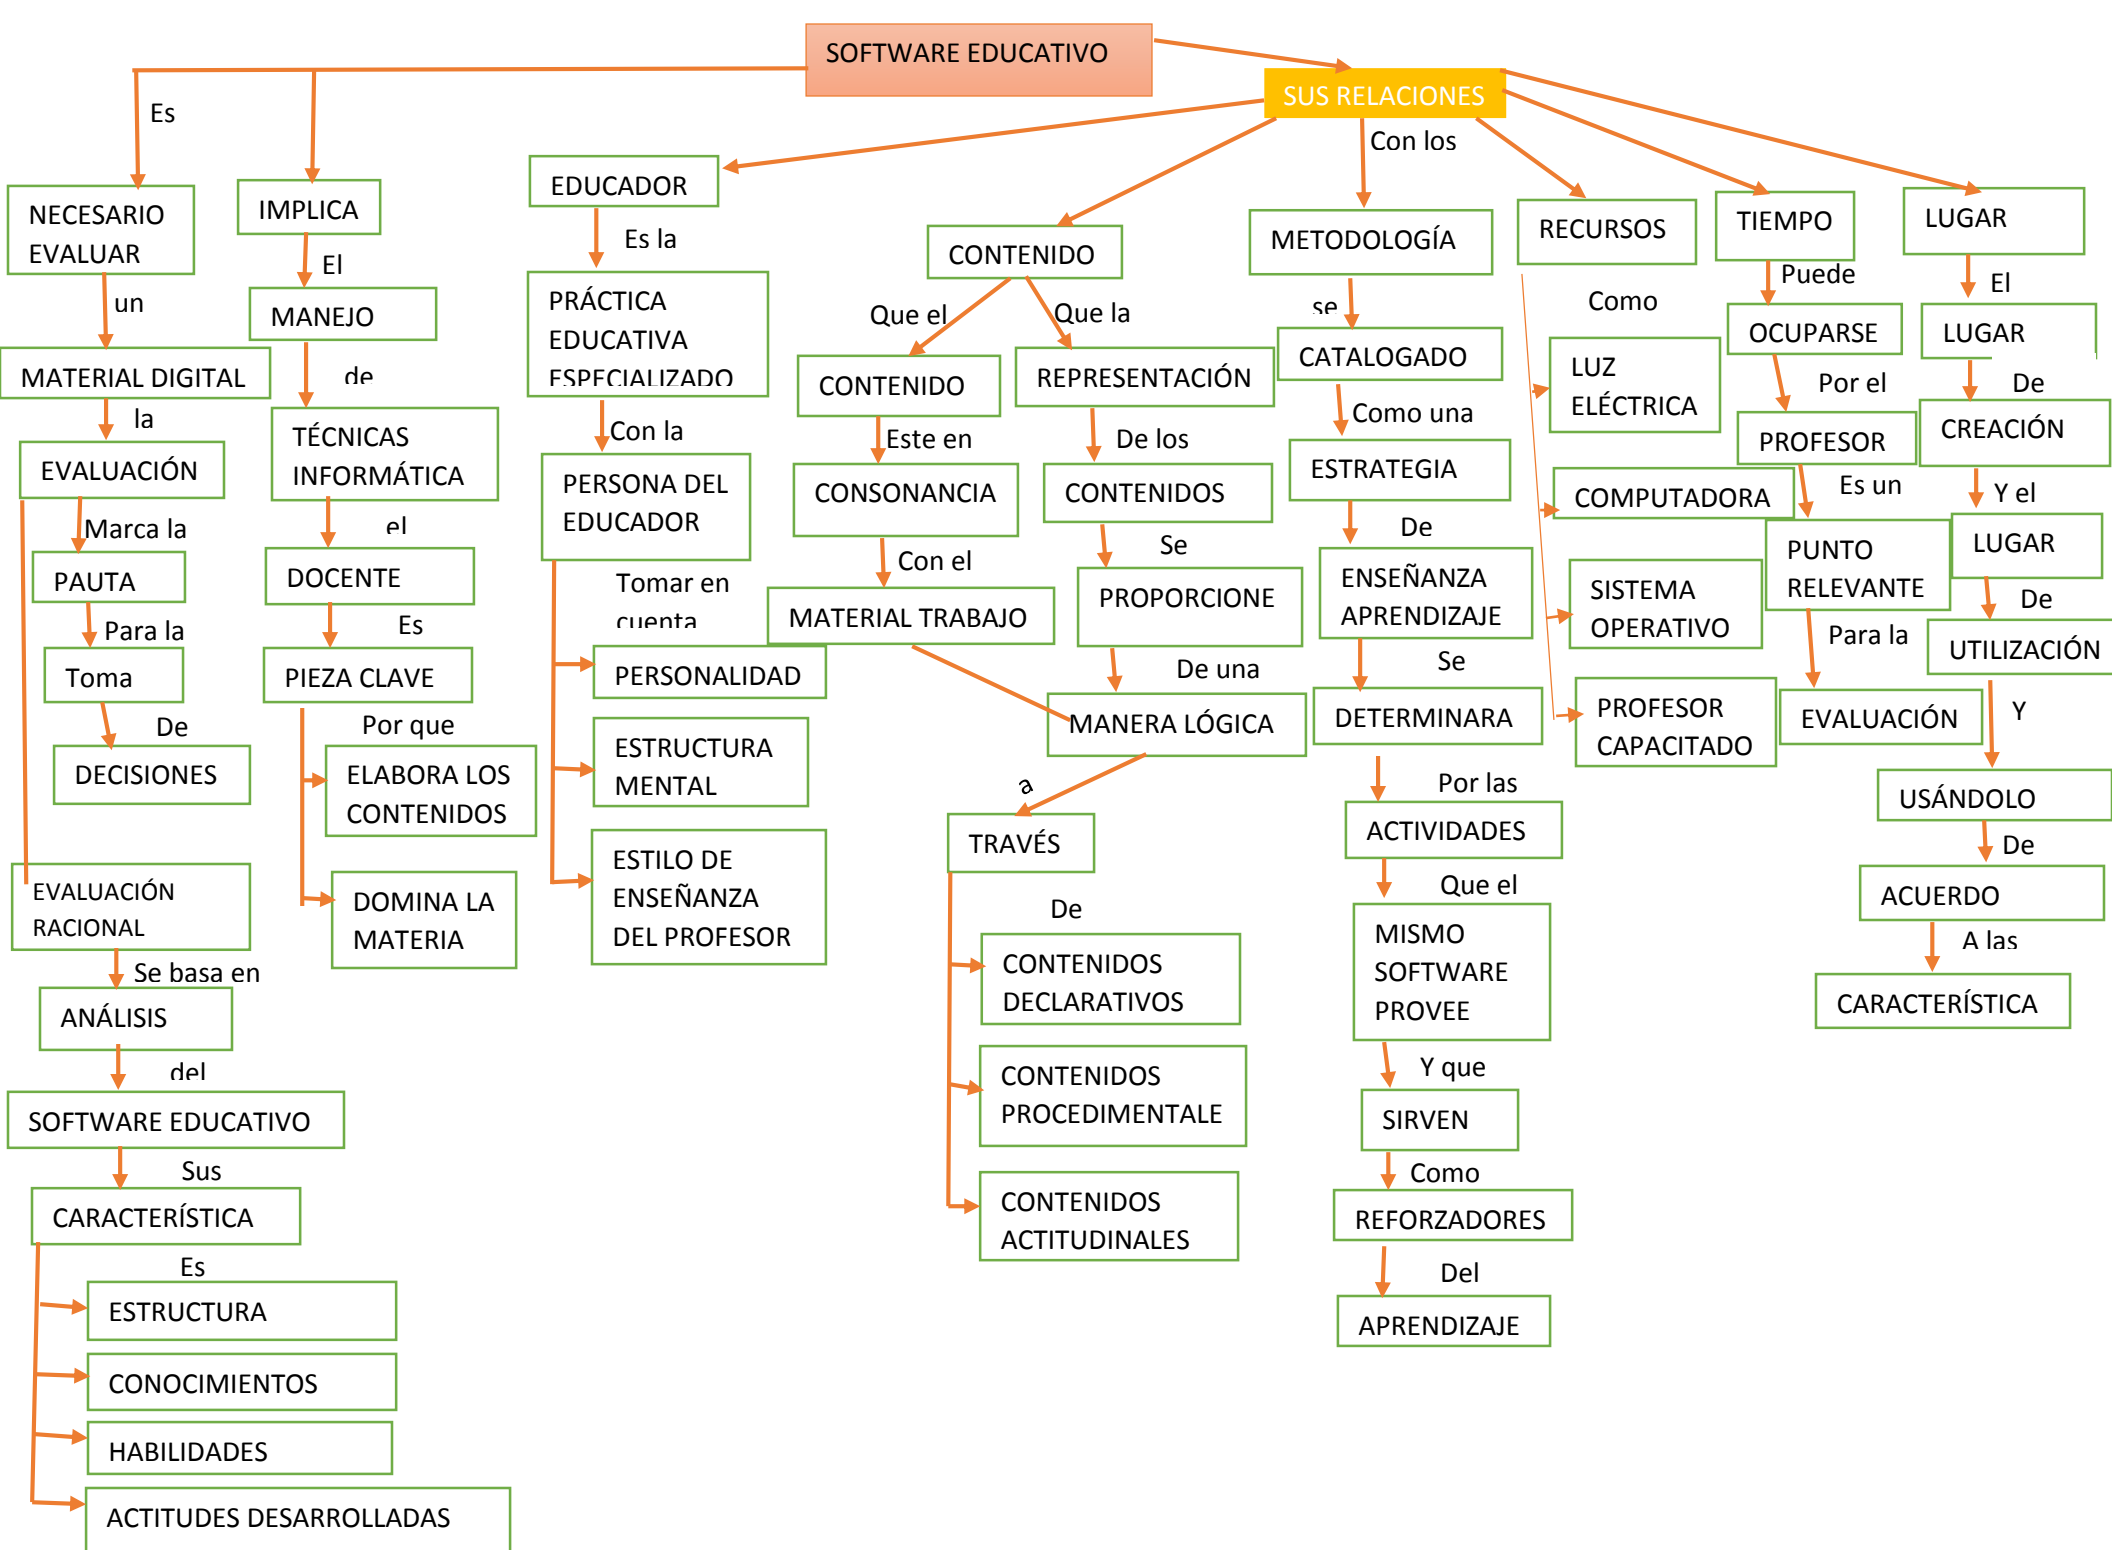 SOFTWARE EDUCATIVO
SUS RELACIONES
Es
NECESARIO
EVALUAR
un
MATERIAL DIGITAL
la
EVALUACIÓN
Marca la
PAUTA
Para la
Toma
De
DECISIONES
EVALUACIÓN
RACIONAL
Se basa en
ANÁLISIS
del
SOFTWARE EDUCATIVO
Sus
CARACTERÍSTICA
Es
ESTRUCTURA
CONOCIMIENTOS
HABILIDADES
ACTITUDES DESARROLLADAS
IMPLICA
El
MANEJO
de
TÉCNICAS
INFORMÁTICA
el
DOCENTE
Es
PIEZA CLAVE
Por que
ELABORA LOS
CONTENIDOS
DOMINA LA
MATERIA
EDUCADOR
Es la
PRÁCTICA
EDUCATIVA
ESPECIALIZADO
Con la
PERSONA DEL
EDUCADOR
Tomar en
cuenta
PERSONALIDAD
ESTRUCTURA
MENTAL
ESTILO DE
ENSEÑANZA
DEL PROFESOR
CONTENIDO
Que el
CONTENIDO
Este en
CONSONANCIA
Con el
MATERIAL TRABAJO
Que la
REPRESENTACIÓN
De los
CONTENIDOS
Se
PROPORCIONE
De una
MANERA LÓGICA
a
TRAVÉS
De
CONTENIDOS
DECLARATIVOS
CONTENIDOS
PROCEDIMENTALE
CONTENIDOS
ACTITUDINALES
Con los
METODOLOGÍA
se
CATALOGADO
Como una
ESTRATEGIA
De
ENSEÑANZA
APRENDIZAJE
Se
DETERMINARA
Por las
ACTIVIDADES
Que el
MISMO
SOFTWARE
PROVEE
Y que
SIRVEN
Como
REFORZADORES
Del
APRENDIZAJE
RECURSOS
Como
LUZ
ELÉCTRICA
COMPUTADORA
SISTEMA
OPERATIVO
PROFESOR
CAPACITADO
TIEMPO
Puede
OCUPARSE
Por el
PROFESOR
Es un
PUNTO
RELEVANTE
Para la
EVALUACIÓN
LUGAR
El
LUGAR
De
CREACIÓN
Y el
LUGAR
De
UTILIZACIÓN
Y
USÁNDOLO
De
ACUERDO
A las
CARACTERÍSTICA